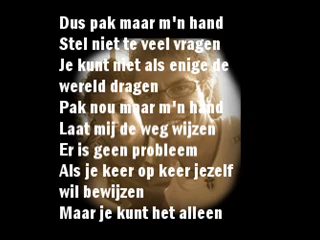 Dus pak maar m'n hand
Stel niet te veel vragen
Je kunt niet als enige de
wereld dragen
Pak nou maar m'n hand
Laat mij de weg wijzen
Er is geen probleem
Als je keer op keer jezelf
wil bewijzen
Maar je kunt het alleen